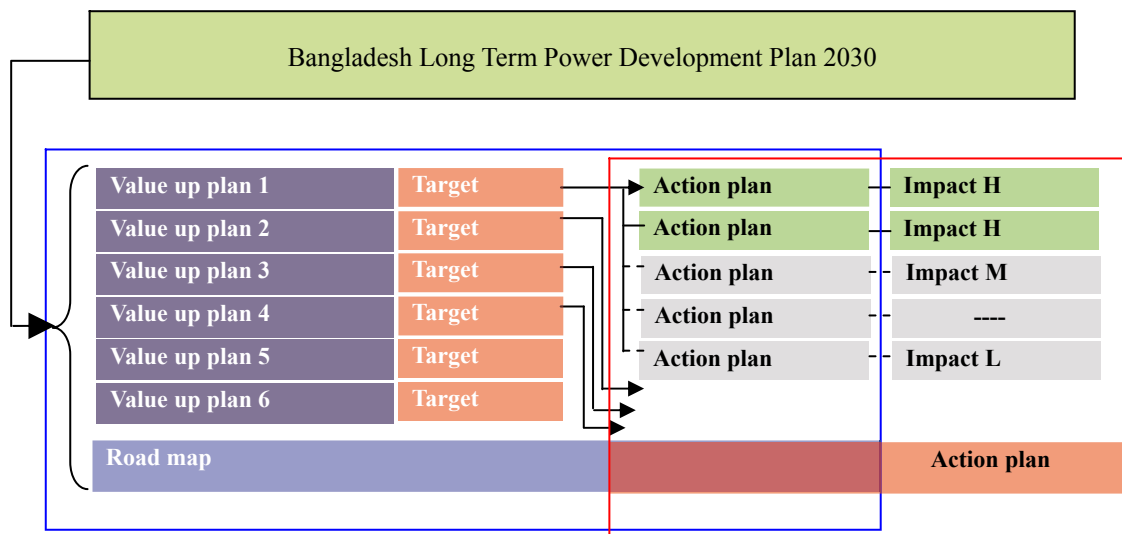 Bangladesh Long Term Power Development Plan 2030
Value up plan 1 Target Action plan Impact H
Value up plan 2 Target Action plan Impact H
Value up plan 3 Target Action plan Impact M
Value up plan 4 Target Action plan ----
Value up plan 5 Target Action plan Impact L
Value up plan 6 Target
Road map Action plan